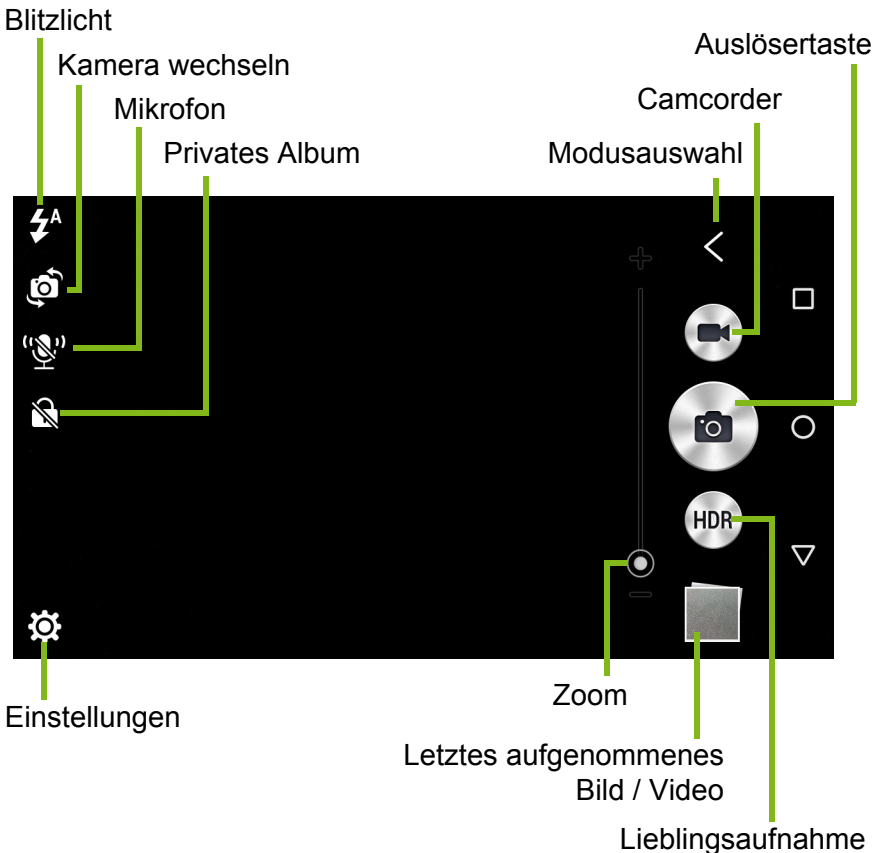 Blitzlicht
Kamera wechseln
Mikrofon
Privates Album
Auslösertaste
Camcorder
Modusauswahl
A
HDR
Zoom
Einstellungen
Letztes aufgenommenes
Bild / Video
Lieblingsaufnahme